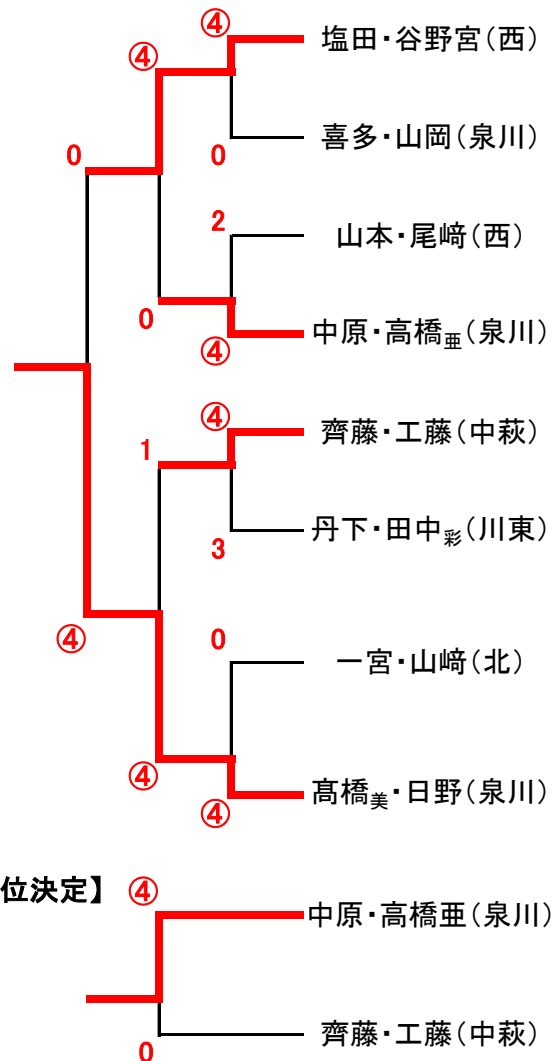 ④
塩田・谷野宮(西)
④
0
喜多・山岡(泉川)
0
2
山本・尾﨑(西)
0
④
中原・高橋亜(泉川)
④
齊藤・工藤(中萩)
1
3
丹下・田中彩(川東)
④
0
一宮・山﨑(北)
④
④
髙橋美・日野(泉川)
位決定】
④
中原・高橋亜(泉川)
0
齊藤・工藤(中萩)